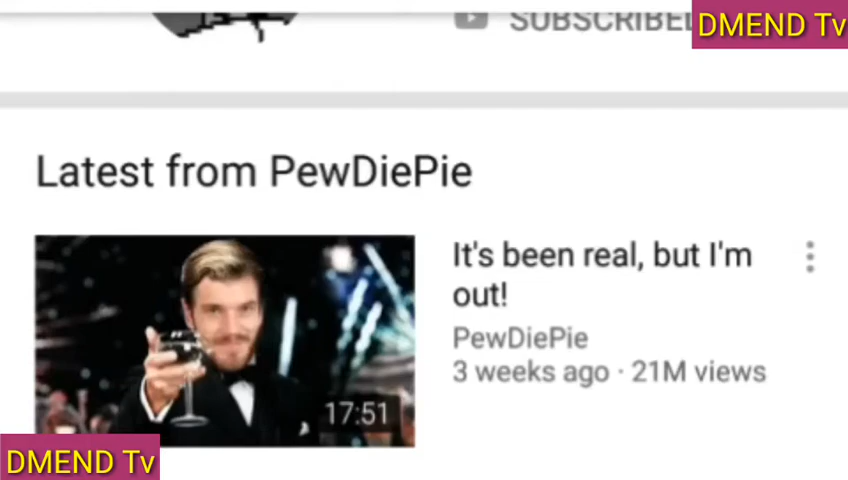 SUBSCRIBED
DMEND Tv
Latest from PewDiePie
It's been real, but I'm
out!
PewDiePie
3 weeks ago · 21M views
17:51
DMEND Tv